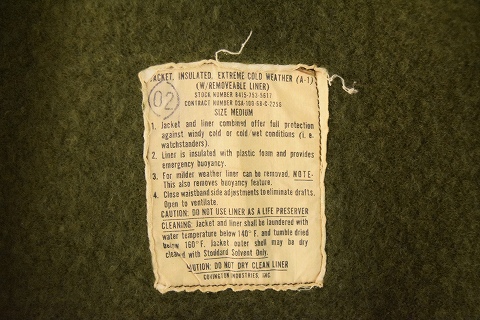 JACKET, INSULATED, EXTREME COLD WEATHER (A-1)
(W/REMOVEABLE LINER)
STOCK NUMBER 8415-753-5617
CONTRACT NUMBER DSA-100-68-C-2256
SIZE MEDIUM
02
1. Jacket and liner combined offer full protection
against windy cold or cold/wet conditions (i. e.
watchstanders).
2. Liner is insulated with plastic foam and provides
emergency buoyancy.
3. For milder weather liner can be removed. NOTE-
This also removes buoyancy feature.
4. Close waistband side adjustments to eliminate drafts.
Open to ventilate.
CAUTION: DO NOT USE LINER AS A LIFE PRESERVER
CLEANING: Jacket and liner shall be laundered with
water temperature below 140° F. and tumble dried
below 160° F. Jacket outer shell may be dry
cleaned with Stoddard Solvent Only.
CAUTION: DO NOT DRY CLEAN LINER
COVINGTON INDUSTRIES, INC